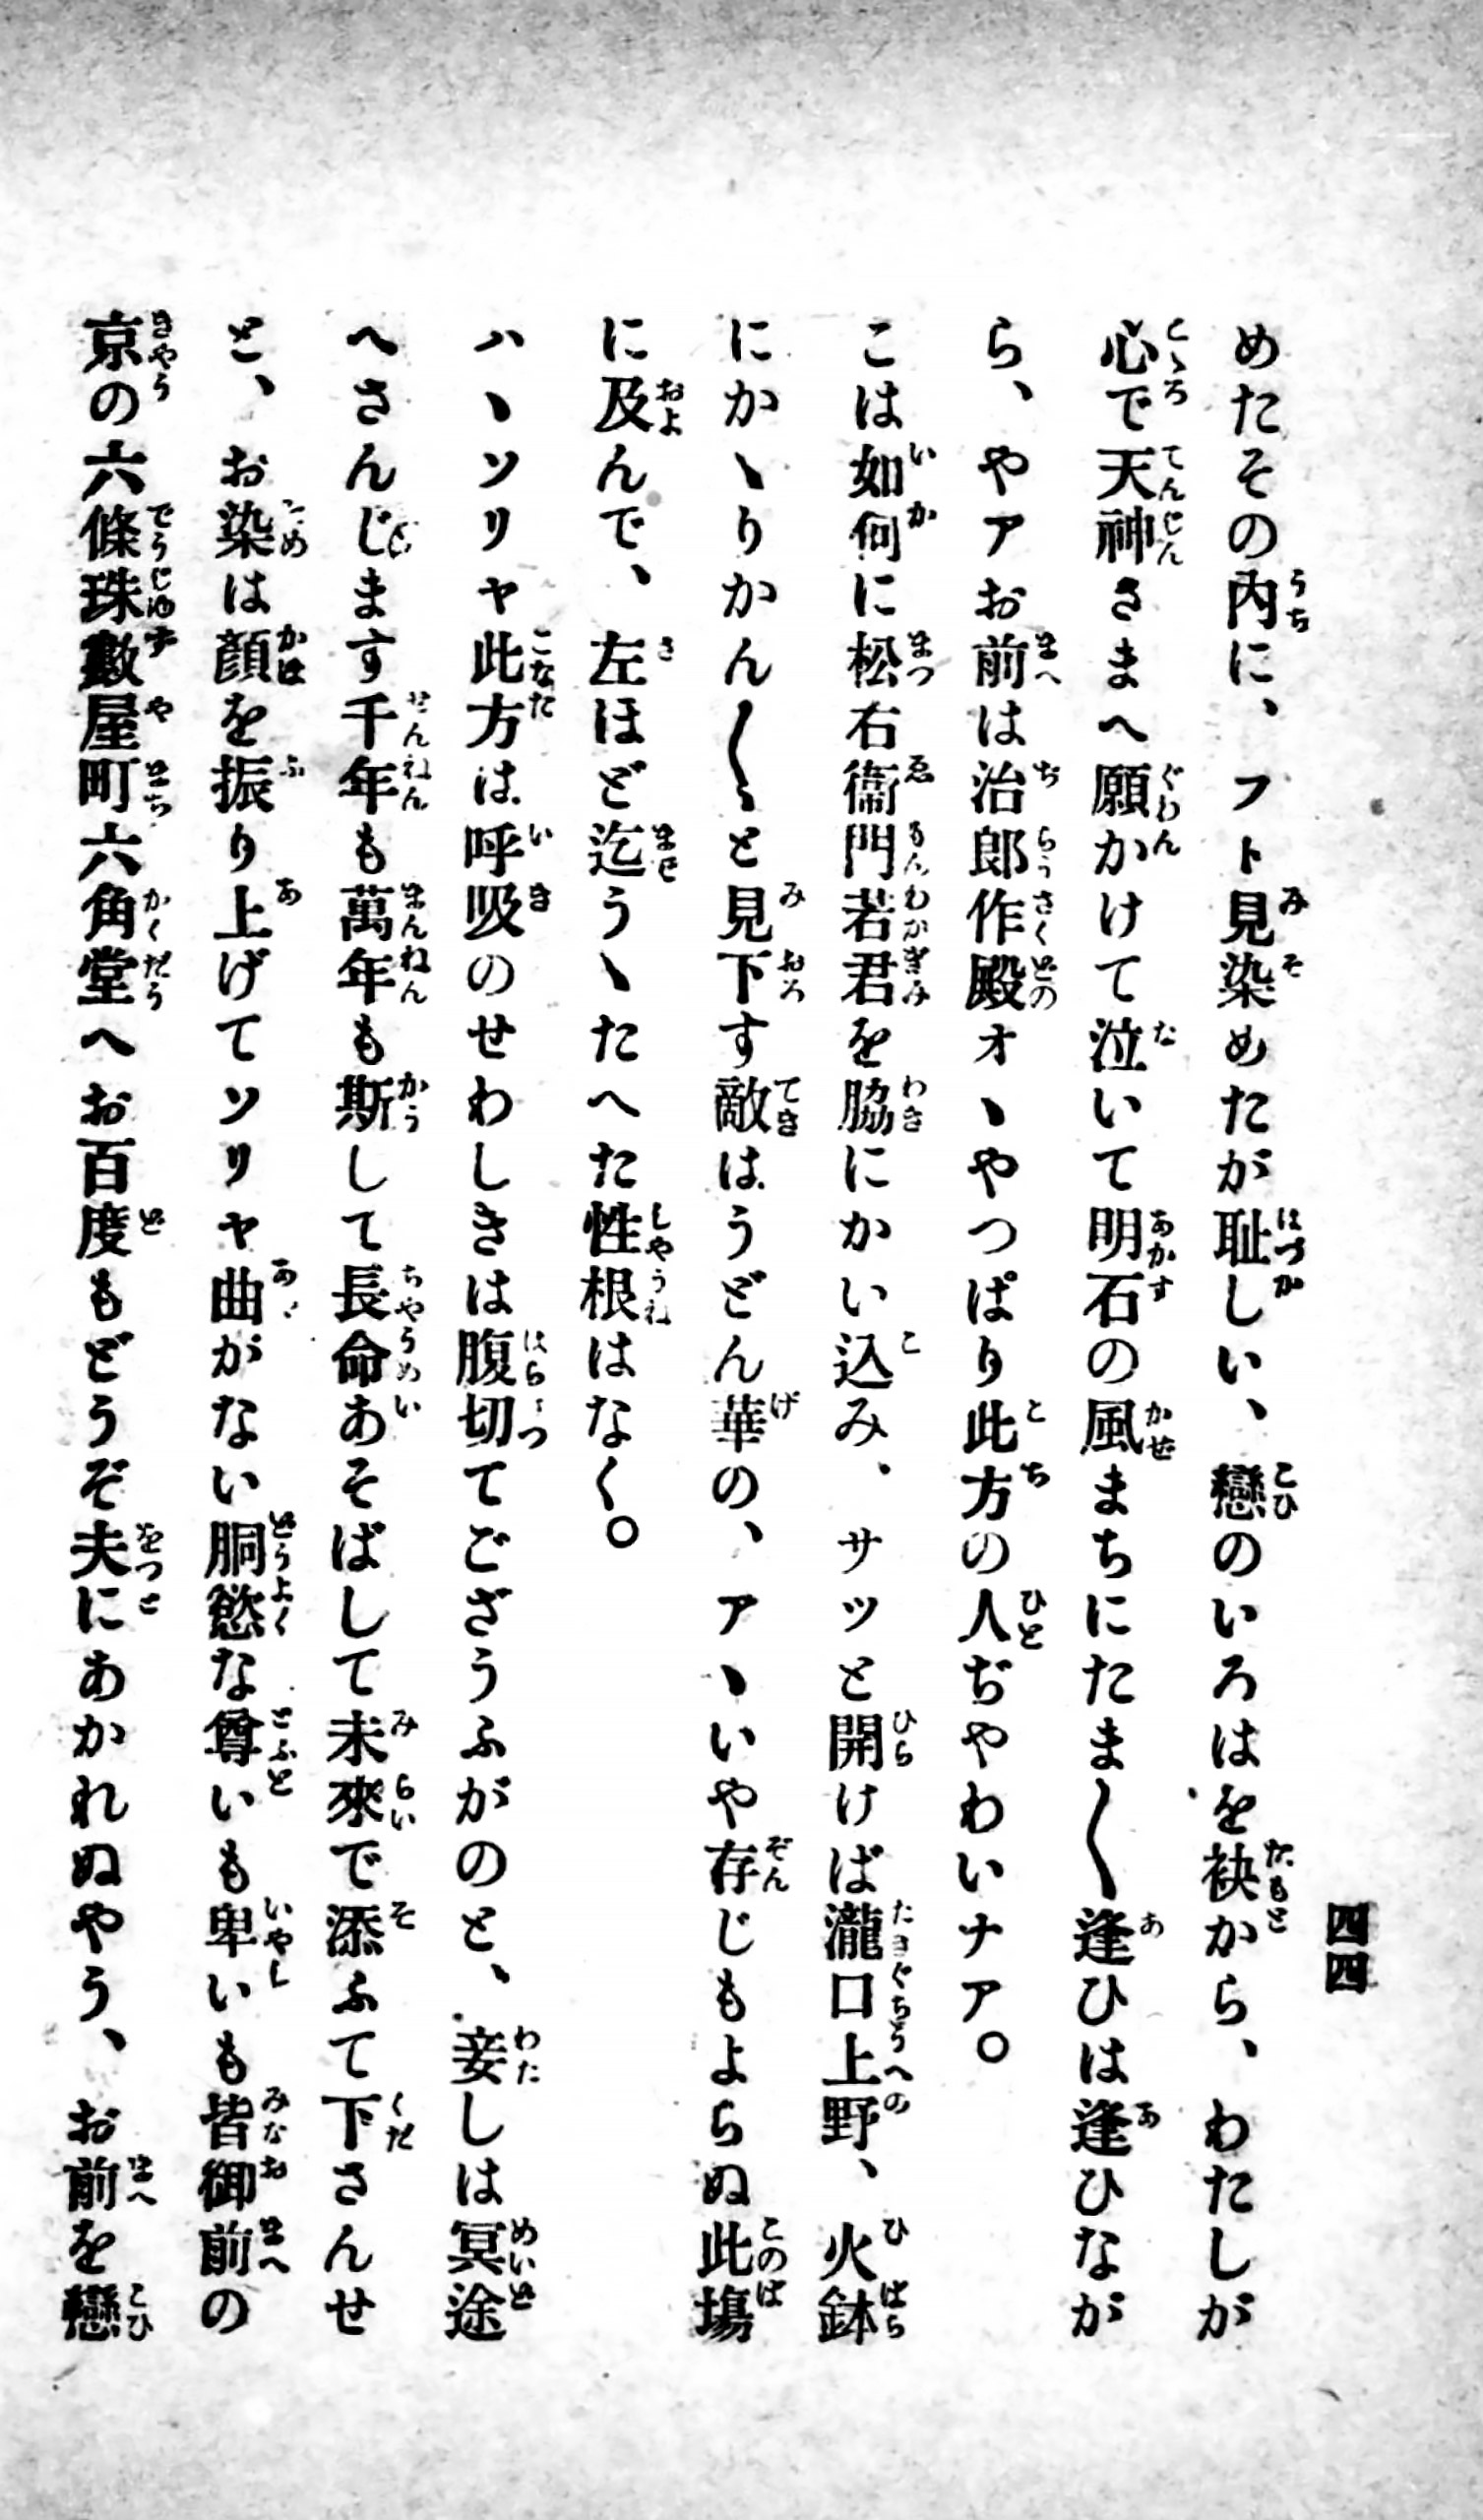 四四
めたその内に、フト見染めたが耻しい、戀のいろはを袂から、わたしが
心で天神さまへ願かけて泣いて明石の風まちにたま〱逢ひは逢ひなが
ら、やアお前は治郎作殿オヽやつぱり此方の人ぢやわいナア。
こは如何に松右衞門若君を脇にかい込み、サッと開けば瀧口上野、火鉢
にかヽりかん〱と見下す敵はうどん華の、アヽいや存じもよらぬ此塲
に及んで、左ほど迄うヽたへた性根はなく。
ハヽソリャ此方は呼吸のせわしきは腹切てござうふがのと、妾しは冥途
へさんじます千年も萬年も斯して長命あそばして未來で添ふて下さんせ
と、お染は顏を振り上げてソリャ曲がない胴慾な尊いも卑いも皆御前の
京の六條珠數屋町六角堂へお百度もどうぞ夫にあかれぬやう、お前を戀